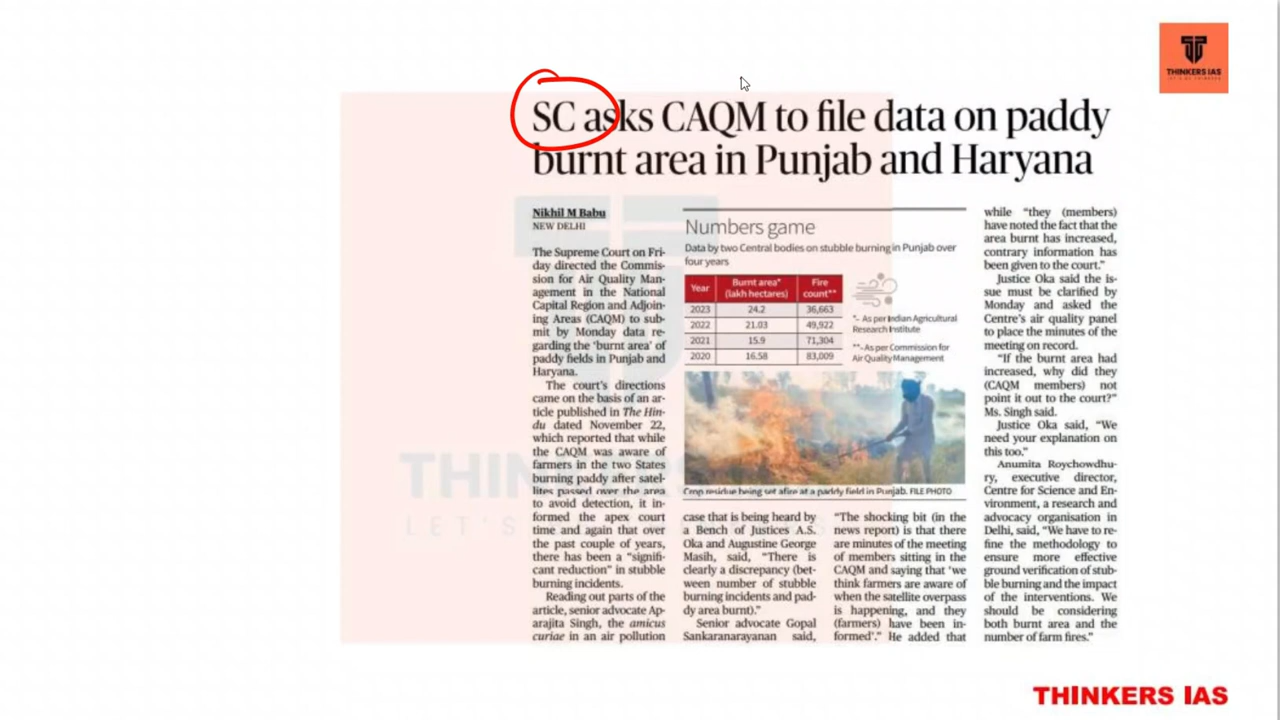 THINKERS IAS
SC asks CAQM to file data on paddy
burnt area in Punjab and Haryana
Nikhil M Babu
NEW DELHI
The Supreme Court on Fri-
day directed the Commis-
sion for Air Quality Man-
agement in the National
Capital Region and Adjoin-
ing Areas (CAQM) to sub-
mit by Monday data re-
garding the 'burnt area' of
paddy fields in Punjab and
Haryana.
The court's directions
came on the basis of an ar-
ticle published in The Hin-
du dated November 22,
which reported that while
the CAQM was aware of
farmers in the two States
burning paddy after satel-
lites passed over the area
to avoid detection, it in-
formed the apex court
time and again that over
the past couple of years,
there has been a "signifi-
cant reduction" in stubble
burning incidents.
Reading out parts of the
article, senior advocate Ap-
arajita Singh, the amicus
curiae in an air pollution
Numbers game
Data by two Central bodies on stubble burning in Punjab over
four years
Year Burnt area* (lakh hectares) Fire count**
2023 24.2 36,663
2022 21.03 49,922
2021 15.9 71,304
2020 16.58 83,009
*- As per Indian Agricultural
Research Institute
**- As per Commission for
Air Quality Management
Crop residue being set afire at a paddy field in Punjab. FILE PHOTO
case that is being heard by
a Bench of Justices A.S.
Oka and Augustine George
Masih, said, "There is
clearly a discrepancy (bet-
ween number of stubble
burning incidents and pad-
dy area burnt)."
Senior advocate Gopal
Sankaranarayanan said,
"The shocking bit (in the
news report) is that there
are minutes of the meeting
of members sitting in the
CAQM and saying that 'we
think farmers are aware of
when the satellite overpass
is happening, and they
(farmers) have been in-
formed'." He added that
while "they (members)
have noted the fact that the
area burnt has increased,
contrary information has
been given to the court."
Justice Oka said the is-
sue must be clarified by
Monday and asked the
Centre's air quality panel
to place the minutes of the
meeting on record.
"If the burnt area had
increased, why did they
(CAQM members) not
point it out to the court?"
Ms. Singh said.
Justice Oka said, "We
need your explanation on
this too."
Anumita Roychowdhu-
ry, executive director,
Centre for Science and En-
vironment, a research and
advocacy organisation in
Delhi, said, "We have to re-
fine the methodology to
ensure more effective
ground verification of stub-
ble burning and the impact
of the interventions. We
should be considering
both burnt area and the
number of farm fires."
THINKERS IAS